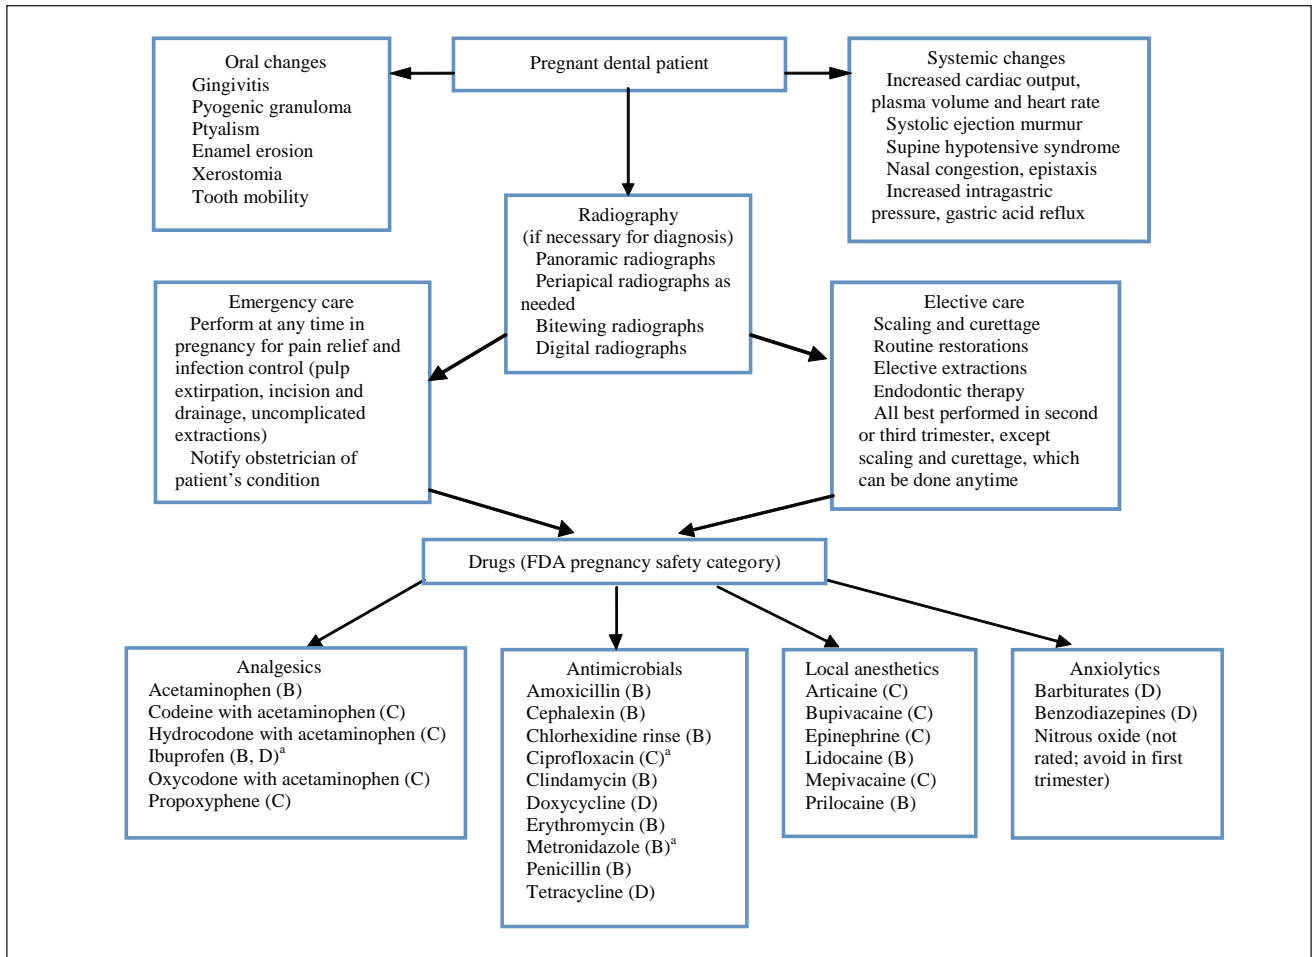 Pregnant dental patient
Oral changes
Gingivitis
Pyogenic granuloma
Ptyalism
Enamel erosion
Xerostomia
Tooth mobility
Systemic changes
Increased cardiac output,
plasma volume and heart rate
Systolic ejection murmur
Supine hypotensive syndrome
Nasal congestion, epistaxis
Increased intragastric
pressure, gastric acid reflux
Radiography
(if necessary for diagnosis)
Panoramic radiographs
Periapical radiographs as
needed
Bitewing radiographs
Digital radiographs
Emergency care
Perform at any time in
pregnancy for pain relief and
infection control (pulp
extirpation, incision and
drainage, uncomplicated
extractions)
Notify obstetrician of
patient’s condition
Elective care
Scaling and curettage
Routine restorations
Elective extractions
Endodontic therapy
All best performed in second
or third trimester, except
scaling and curettage, which
can be done anytime
Drugs (FDA pregnancy safety category)
Analgesics
Acetaminophen (B)
Codeine with acetaminophen (C)
Hydrocodone with acetaminophen (C)
Ibuprofen (B, D)a
Oxycodone with acetaminophen (C)
Propoxyphene (C)
Antimicrobials
Amoxicillin (B)
Cephalexin (B)
Chlorhexidine rinse (B)
Ciprofloxacin (C)a
Clindamycin (B)
Doxycycline (D)
Erythromycin (B)
Metronidazole (B)a
Penicillin (B)
Tetracycline (D)
Local anesthetics
Articaine (C)
Bupivacaine (C)
Epinephrine (C)
Lidocaine (B)
Mepivacaine (C)
Prilocaine (B)
Anxiolytics
Barbiturates (D)
Benzodiazepines (D)
Nitrous oxide (not
rated; avoid in first
trimester)